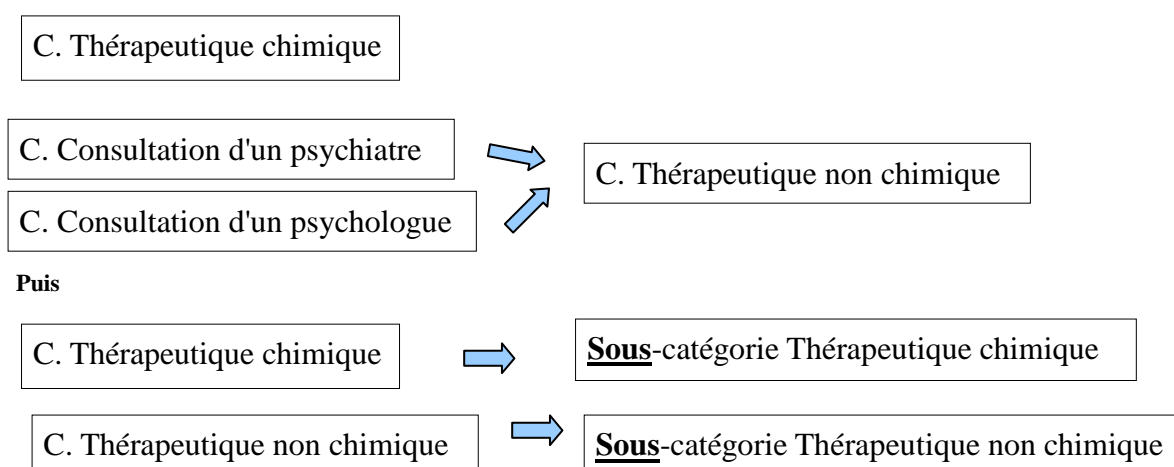 C. Thérapeutique chimique
C. Consultation d'un psychiatre
C. Thérapeutique non chimique
C. Consultation d'un psychologue
Puis
C. Thérapeutique chimique
Sous-catégorie Thérapeutique chimique
C. Thérapeutique non chimique
Sous-catégorie Thérapeutique non chimique